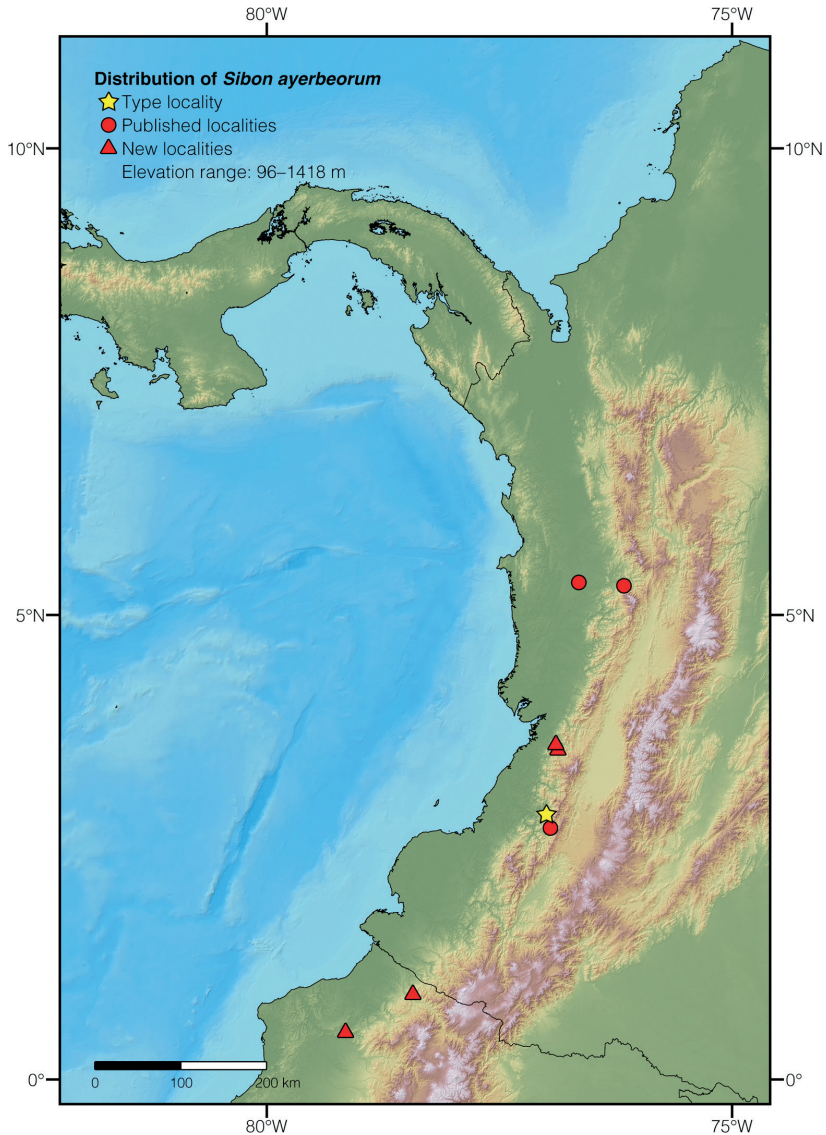 80°W 75°W
Distribution of Sibon ayerbeorum
Type locality
Published localities
New localities
Elevation range: 96–1418 m
10°N 10°N
5°N 5°N
0° 0°
0 100 200 km
80°W 75°W